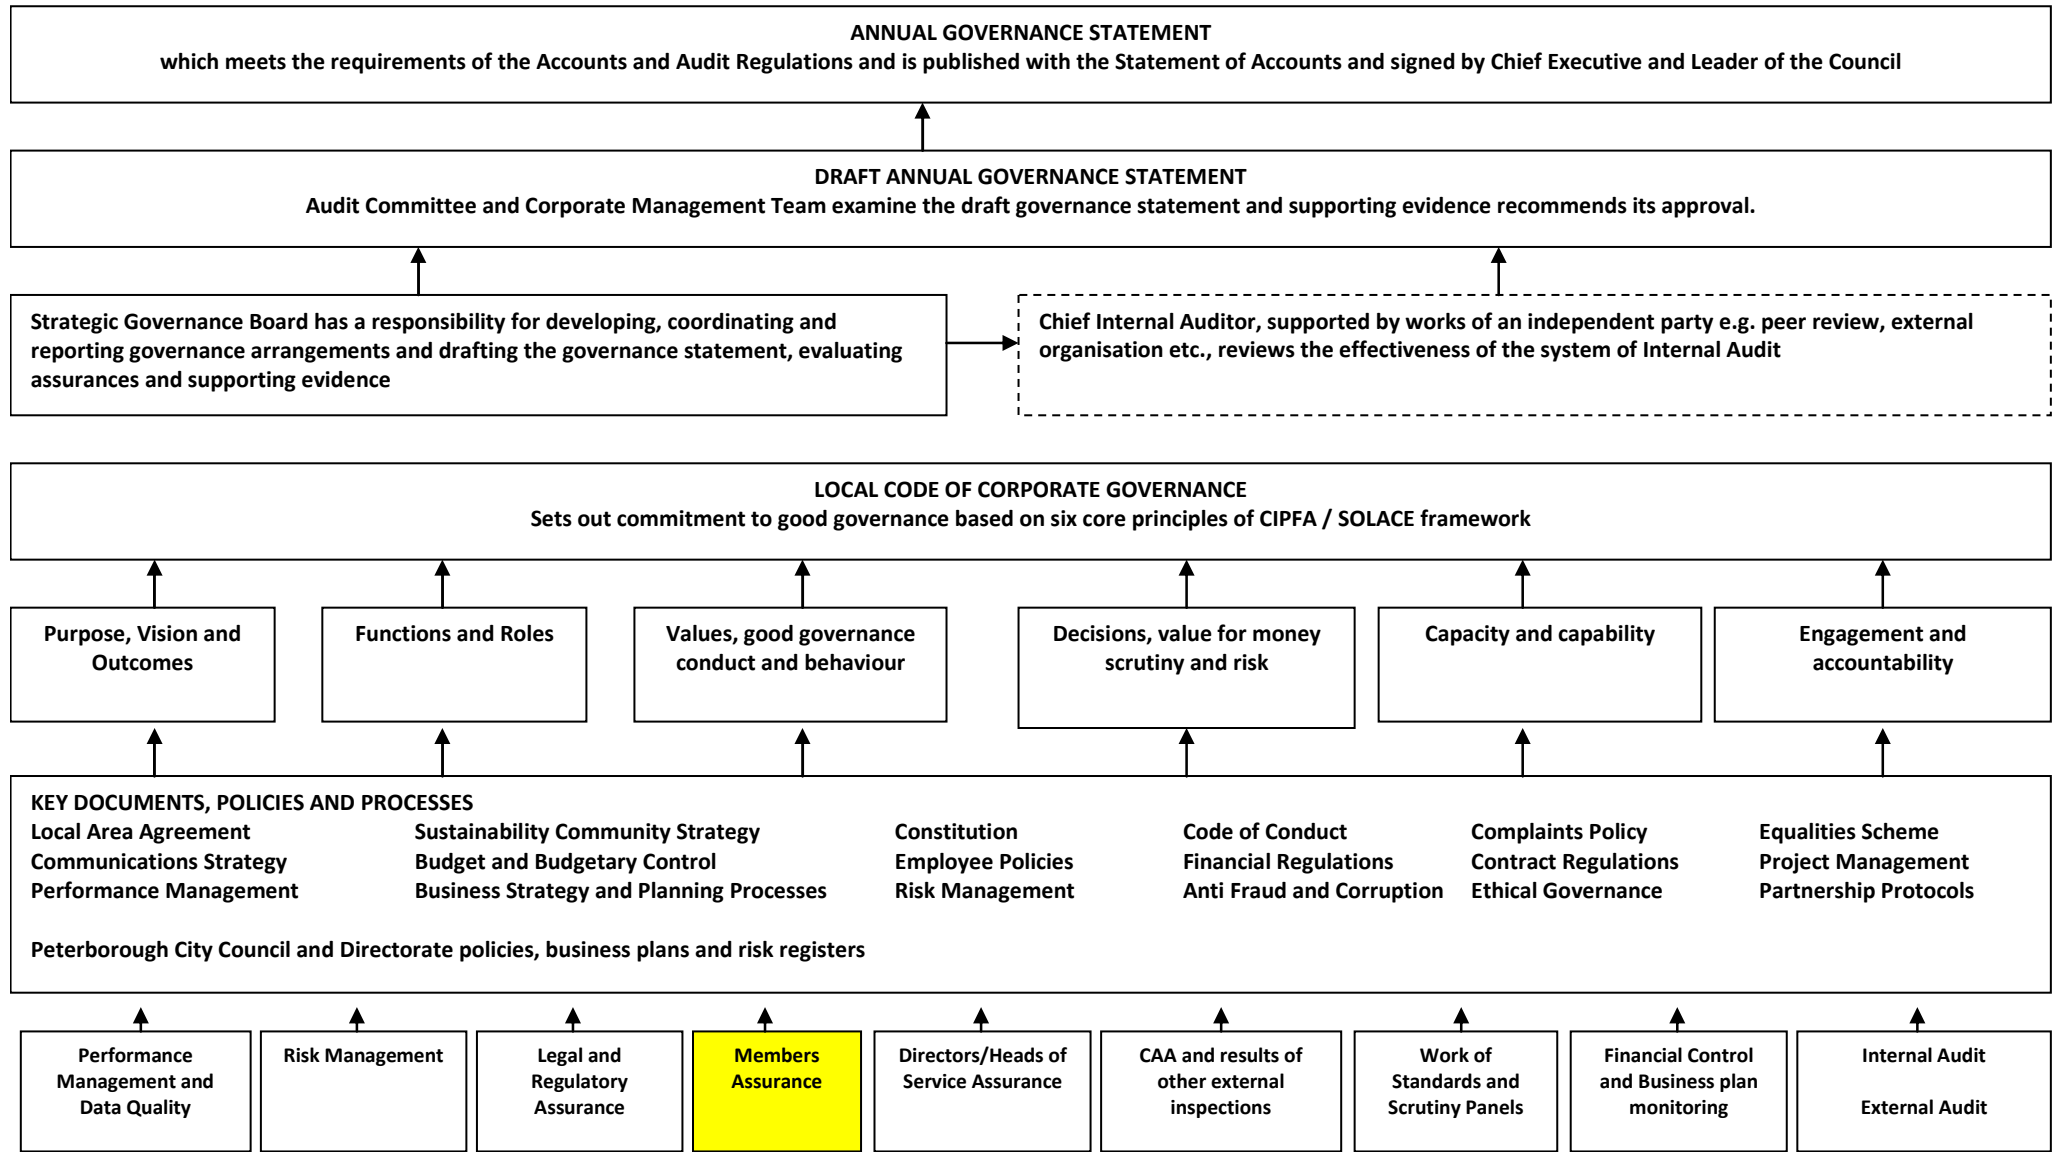 ANNUAL GOVERNANCE STATEMENT
which meets the requirements of the Accounts and Audit Regulations and is published with the Statement of Accounts and signed by Chief Executive and Leader of the Council
DRAFT ANNUAL GOVERNANCE STATEMENT
Audit Committee and Corporate Management Team examine the draft governance statement and supporting evidence recommends its approval.
Strategic Governance Board has a responsibility for developing, coordinating and
reporting governance arrangements and drafting the governance statement, evaluating
assurances and supporting evidence
Chief Internal Auditor, supported by works of an independent party e.g. peer review, external
organisation etc., reviews the effectiveness of the system of Internal Audit
LOCAL CODE OF CORPORATE GOVERNANCE
Sets out commitment to good governance based on six core principles of CIPFA / SOLACE framework
Purpose, Vision and
Outcomes
Functions and Roles
Values, good governance
conduct and behaviour
Decisions, value for money
scrutiny and risk
Capacity and capability
Engagement and
accountability
KEY DOCUMENTS, POLICIES AND PROCESSES
Local Area Agreement Sustainability Community Strategy Constitution Code of Conduct Complaints Policy Equalities Scheme
Communications Strategy Budget and Budgetary Control Employee Policies Financial Regulations Contract Regulations Project Management
Performance Management Business Strategy and Planning Processes Risk Management Anti Fraud and Corruption Ethical Governance Partnership Protocols
Peterborough City Council and Directorate policies, business plans and risk registers
Performance
Management and
Data Quality
Risk Management
Legal and
Regulatory
Assurance
Members
Assurance
Directors/Heads of
Service Assurance
CAA and results of
other external
inspections
Work of
Standards and
Scrutiny Panels
Financial Control
and Business plan
monitoring
Internal Audit
External Audit